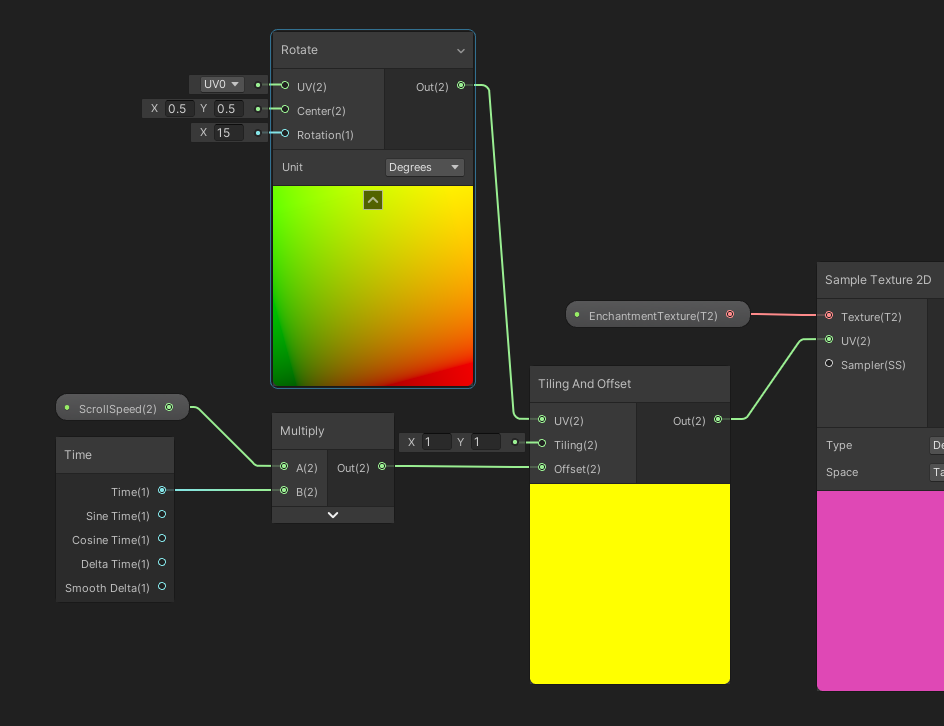 Rotate
UV0 UV(2) Out(2)
X 0.5 Y 0.5 Center(2)
X 15 Rotation(1)
Unit Degrees
Sample Texture 2D
EnchantmentTexture(T2) Texture(T2)
UV(2)
Sampler(SS)
Tiling And Offset
ScrollSpeed(2)
UV(2) Out(2)
Multiply
X 1 Y 1 Tiling(2)
Type De
Time
A(2) Out(2)
Offset(2)
Space Ta
Time(1)
B(2)
Sine Time(1)
Cosine Time(1)
Delta Time(1)
Smooth Delta(1)